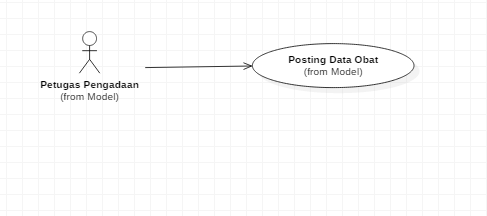 Petugas Pengadaan
(from Model)
Posting Data Obat
(from Model)